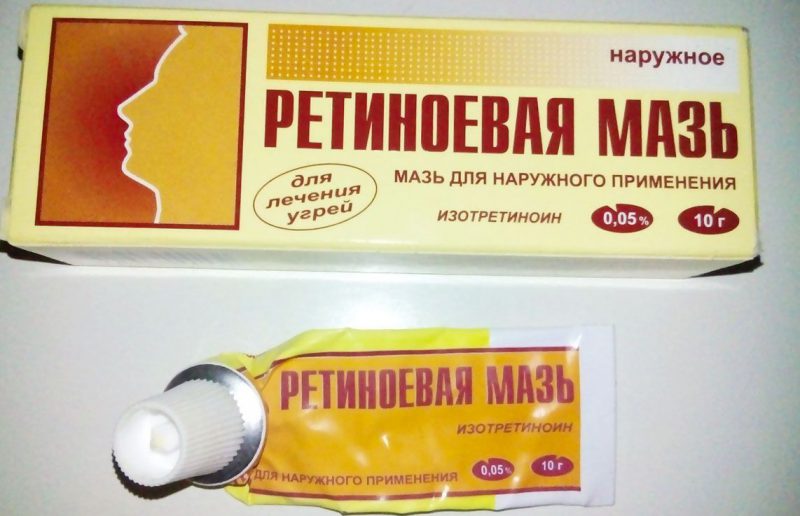 наружное
РЕТИНОЕВАЯ МАЗЬ
МАЗЬ ДЛЯ НАРУЖНОГО ПРИМЕНЕНИЯ
для
лечения
угрей
ИЗОТРЕТИНОИН 0,05% 10 г
РЕТИНОЕВАЯ МАЗЬ
ИЗОТРЕТИНОИН
ДЛЯ НАРУЖНОГО ПРИМЕНЕНИЯ 0,05% 10 г